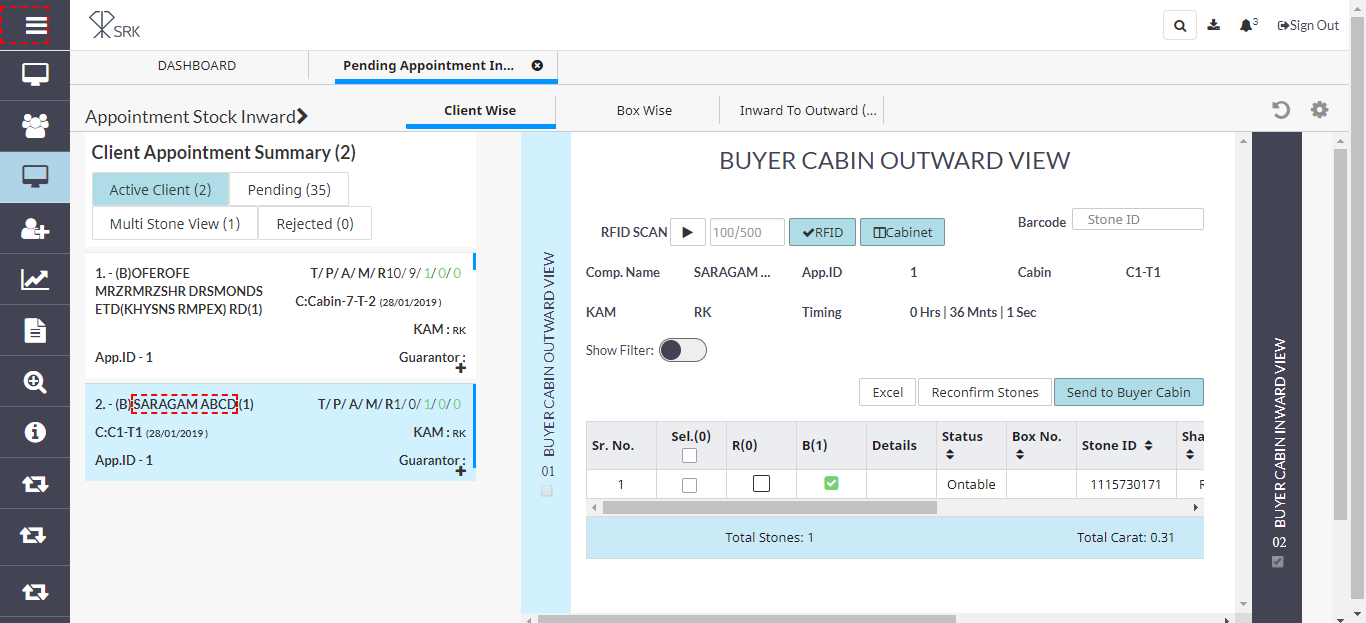 SRK
3
Sign Out
DASHBOARD
Pending Appointment In...
Appointment Stock Inward
Client Wise
Box Wise
Inward To Outward (...
Client Appointment Summary (2)
Active Client (2)
Pending (35)
Multi Stone View (1)
Rejected (0)
1. - (B)OFEROFE
MRZRMRZSHR DRSMONDS
ETD(KHYSNS RMPEX) RD(1)
T/ P/ A/ M/ R10/ 9/ 1/ 0/ 0
C:Cabin-7-T-2 (28/01/2019 )
KAM : RK
App.ID - 1
Guarantor :
2. - (B)SARAGAM ABCD(1)
T/ P/ A/ M/ R1/ 0/ 1/ 0/ 0
C:C1-T1 (28/01/2019 )
KAM : RK
App.ID - 1
Guarantor :
01 BUYER CABIN OUTWARD VIEW
BUYER CABIN OUTWARD VIEW
RFID SCAN
100/500
RFID
Cabinet
Barcode
Stone ID
Comp. Name SARAGAM ... App.ID 1 Cabin C1-T1
KAM RK Timing 0 Hrs | 36 Mnts | 1 Sec
Show Filter:
Excel
Reconfirm Stones
Send to Buyer Cabin
Sr. No. Sel.(0) R(0) B(1) Details Status Box No. Stone ID Sha
1 Ontable 1115730171
Total Stones: 1 Total Carat: 0.31
02 BUYER CABIN INWARD VIEW